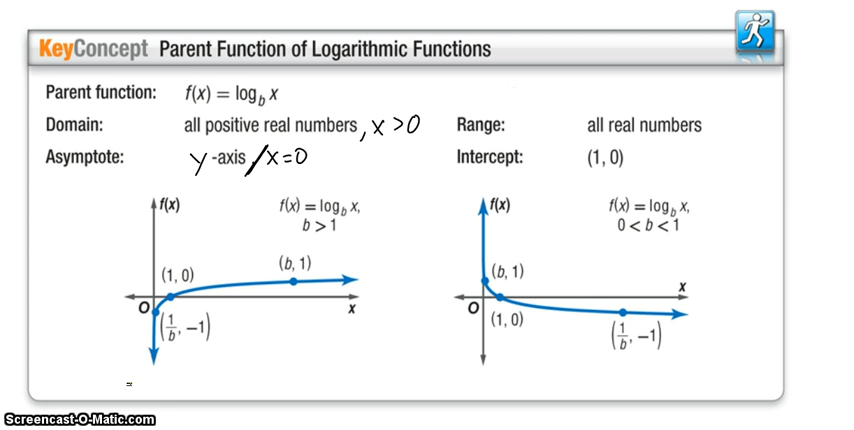 KeyConcept Parent Function of Logarithmic Functions
Parent function: f(x) = log_b x
Domain: all positive real numbers, x > 0 Range: all real numbers
Asymptote: y-axis / x = 0 Intercept: (1, 0)
f(x) f(x) = log_b x, f(x) f(x) = log_b x,
b > 1 0 < b < 1
(1, 0) (b, 1) (b, 1) x
O x O (1, 0)
(1/b, −1) (1/b, −1)
=
Screencast-O-Matic.com